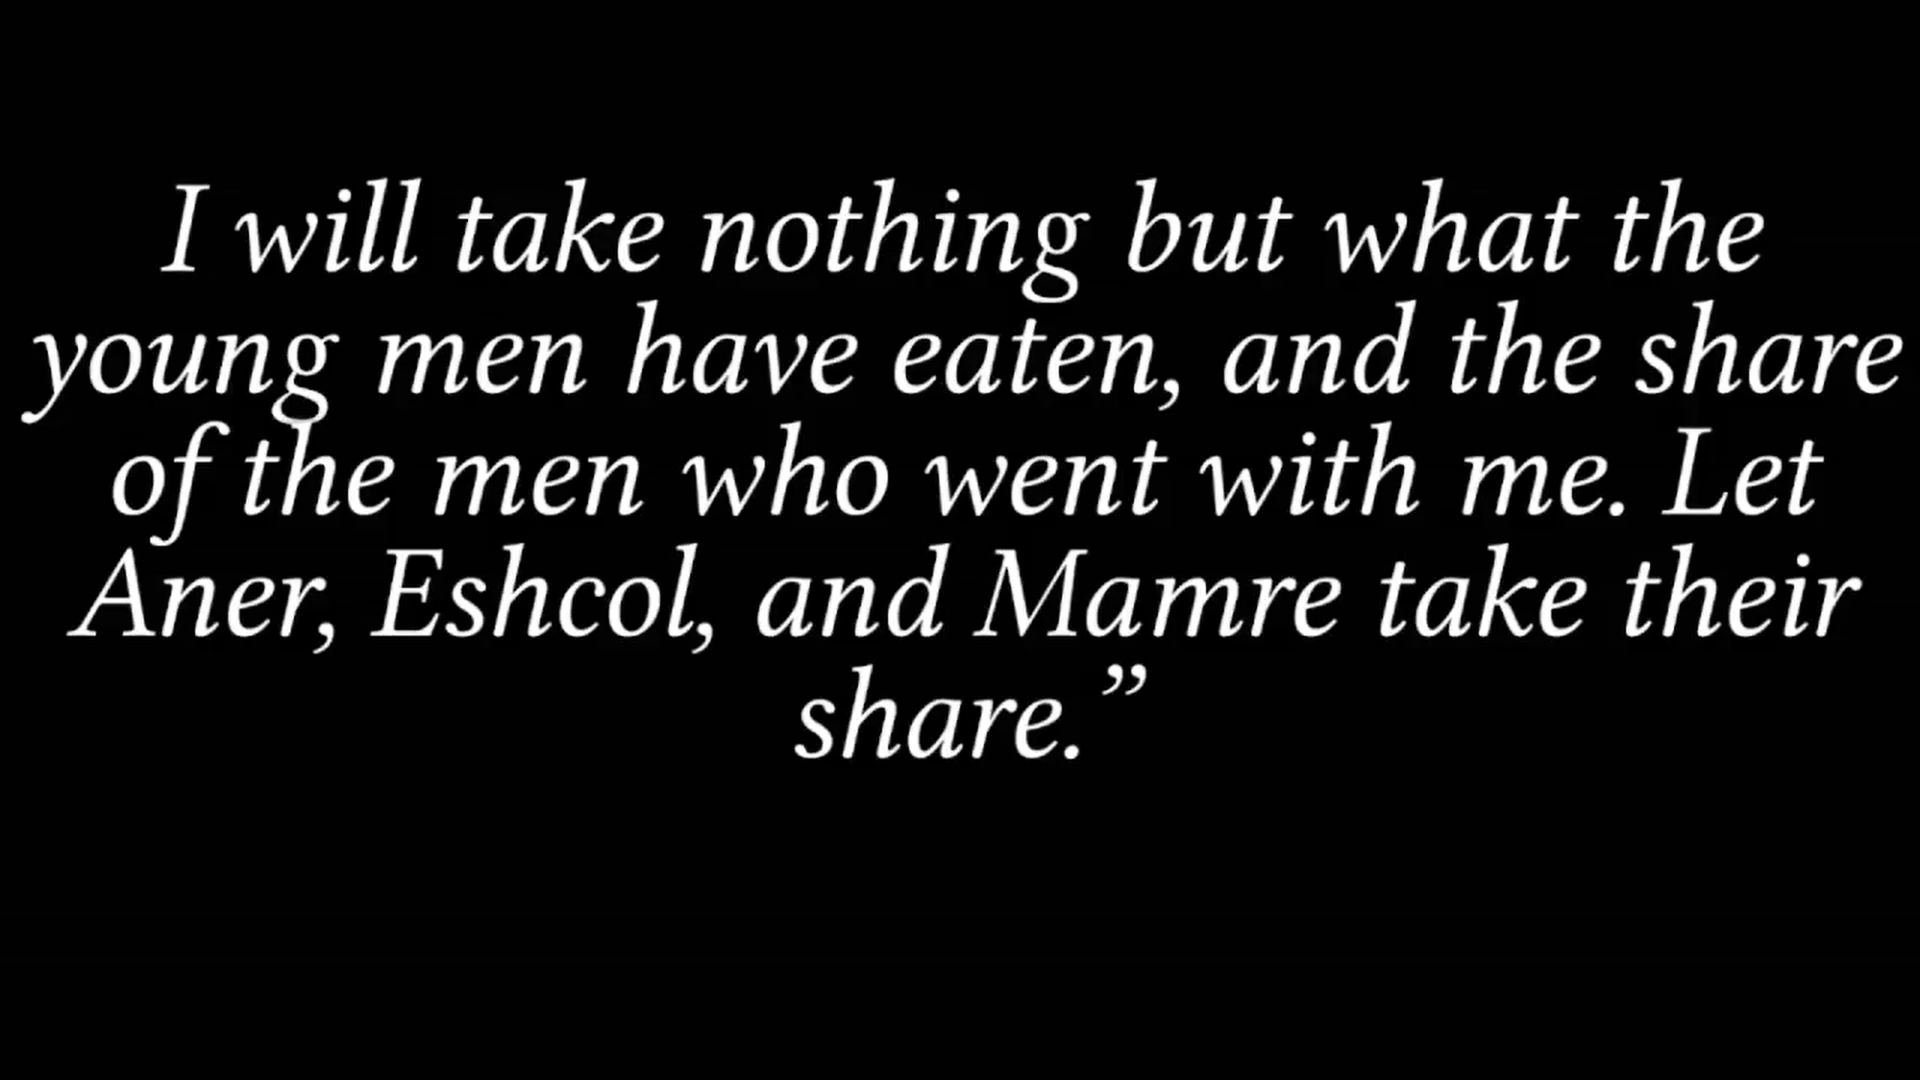 I will take nothing but what the
young men have eaten, and the share
of the men who went with me. Let
Aner, Eshcol, and Mamre take their
share.”